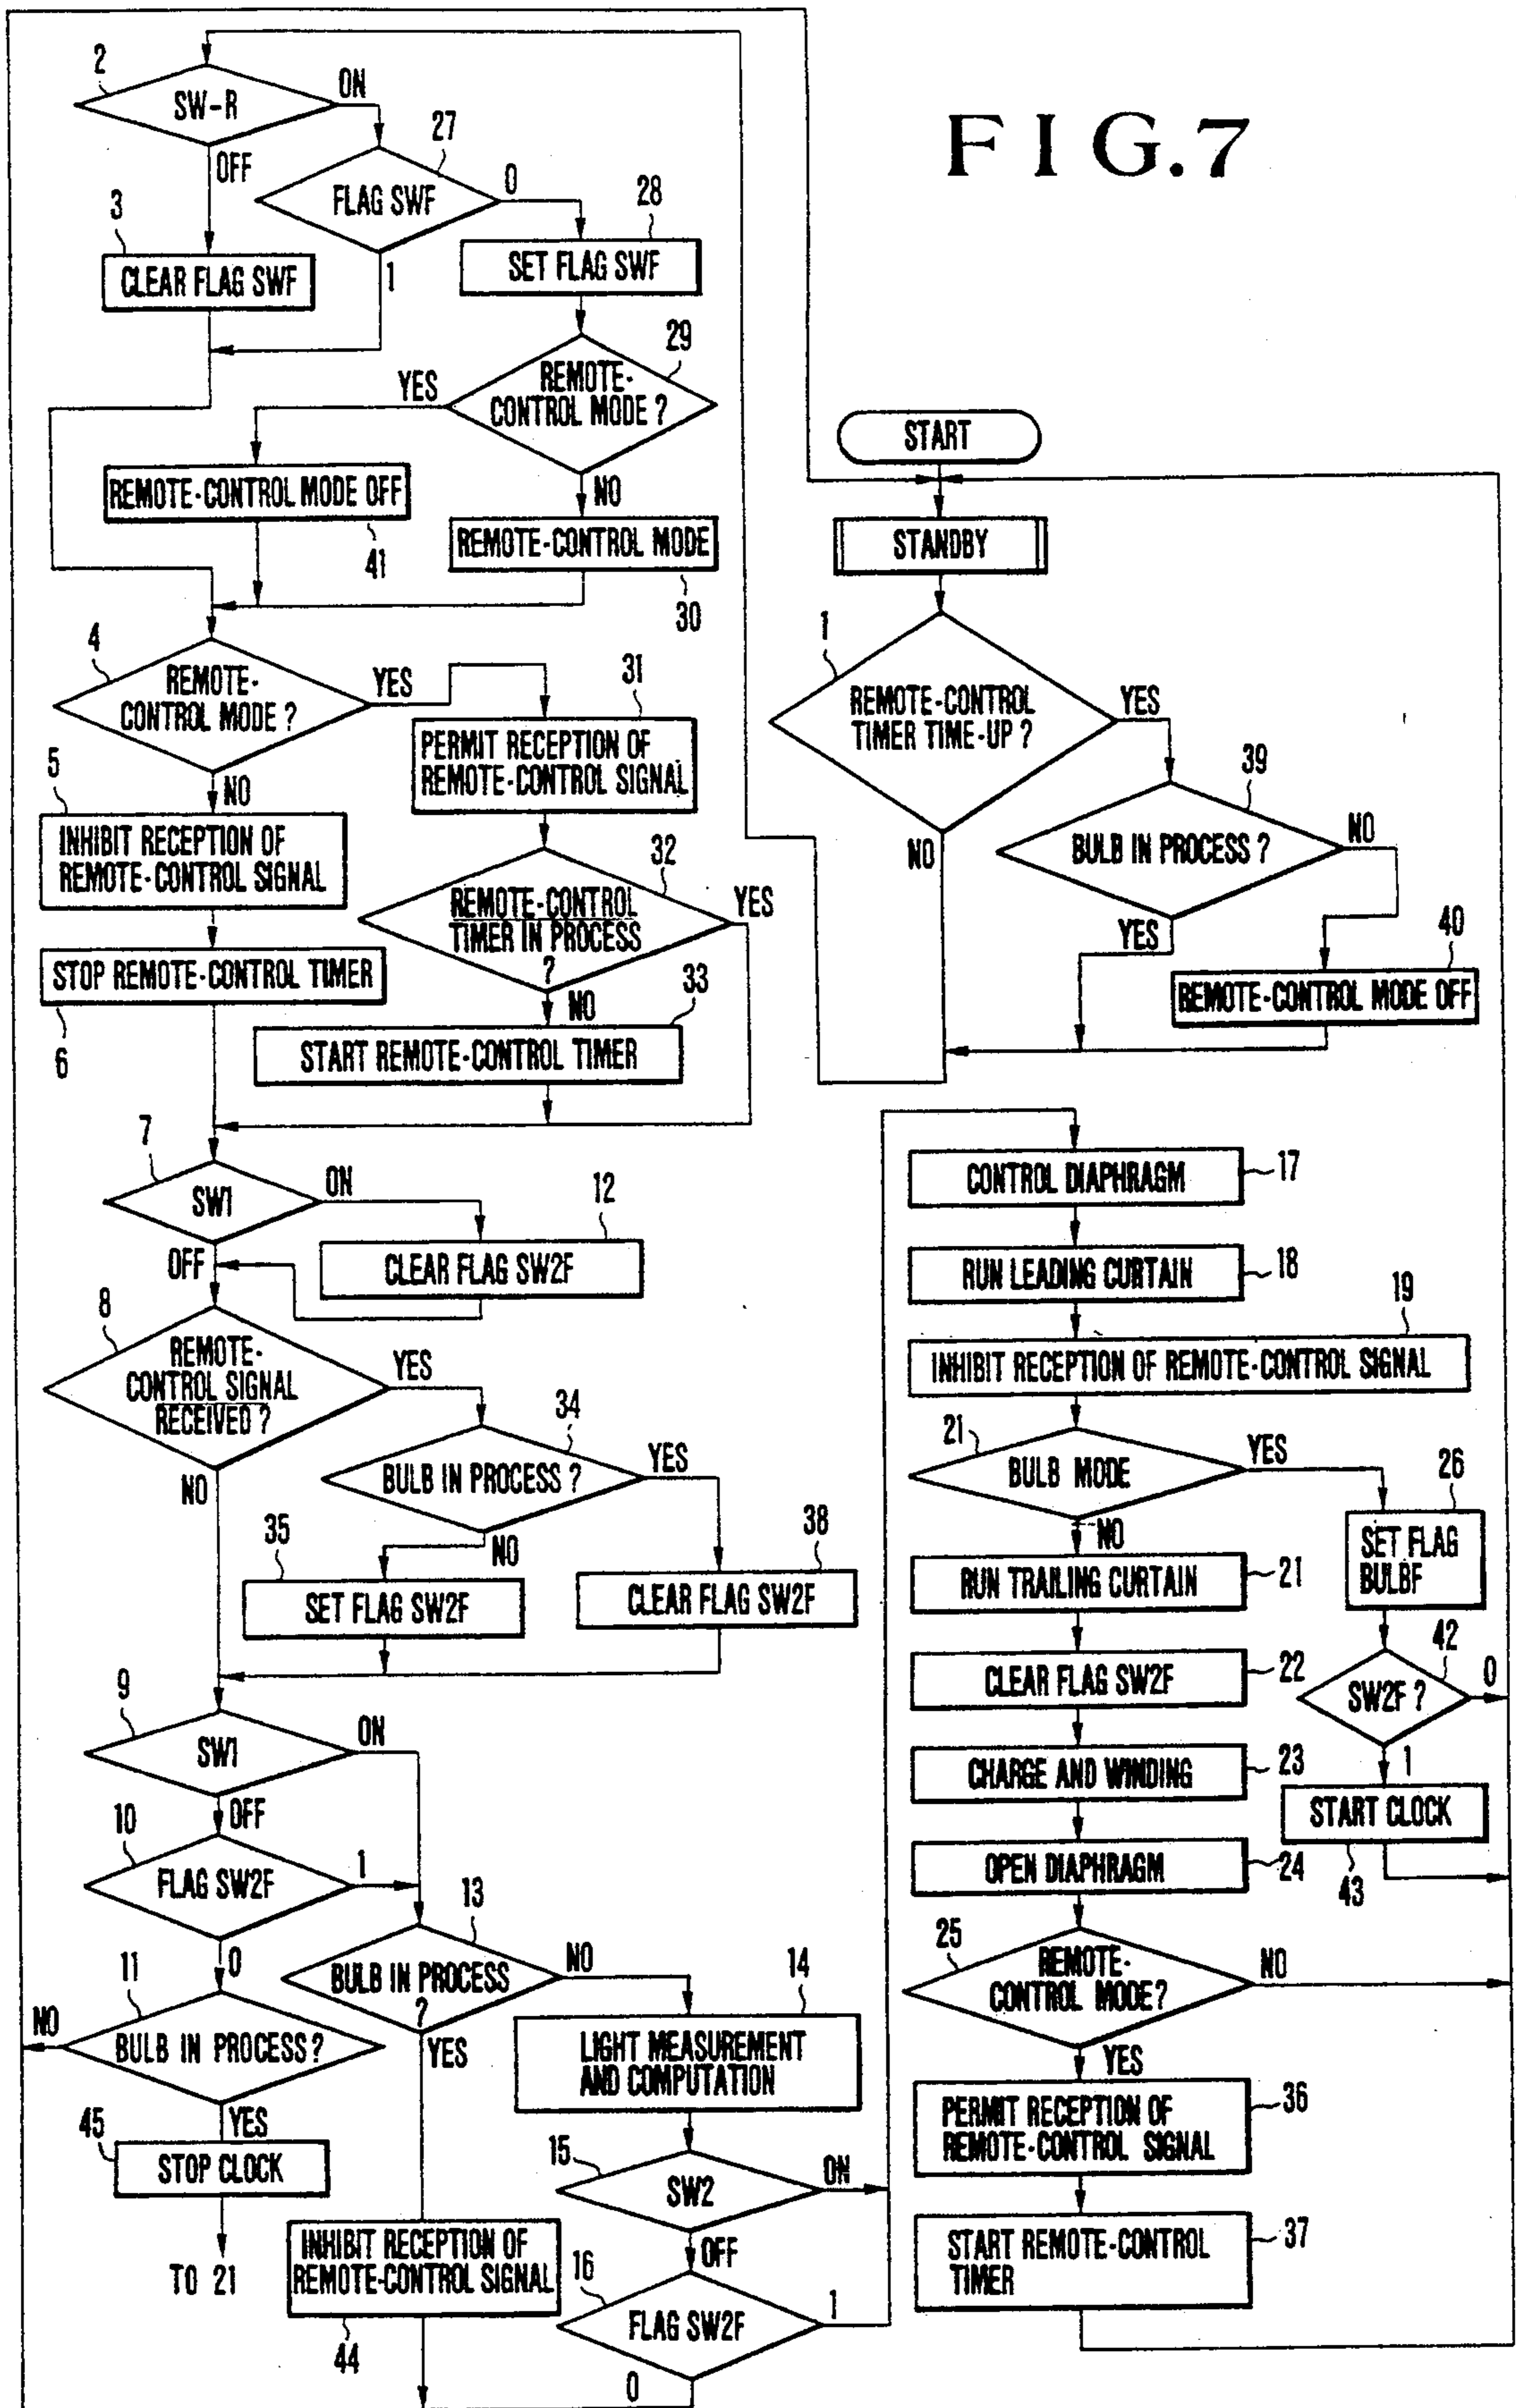 FIG.7
2
SW-R
ON
OFF
27
FLAG SWF
0
1
3
CLEAR FLAG SWF
28
SET FLAG SWF
29
REMOTE-
CONTROL MODE ?
YES
NO
REMOTE-CONTROL MODE OFF
41
REMOTE-CONTROL MODE
30
4
REMOTE-
CONTROL MODE ?
YES
NO
31
PERMIT RECEPTION OF
REMOTE-CONTROL SIGNAL
5
INHIBIT RECEPTION OF
REMOTE-CONTROL SIGNAL
32
REMOTE-CONTROL
TIMER IN PROCESS
?
YES
NO
STOP REMOTE-CONTROL TIMER
6
33
START REMOTE-CONTROL TIMER
7
SW1
ON
OFF
12
CLEAR FLAG SW2F
8
REMOTE-
CONTROL SIGNAL
RECEIVED ?
YES
NO
34
BULB IN PROCESS ?
YES
NO
35
SET FLAG SW2F
38
CLEAR FLAG SW2F
9
SW1
ON
OFF
10
FLAG SW2F
1
0
11
BULB IN PROCESS?
NO
YES
45
STOP CLOCK
TO 21
13
BULB IN PROCESS
?
NO
YES
14
LIGHT MEASUREMENT
AND COMPUTATION
15
SW2
ON
OFF
INHIBIT RECEPTION OF
REMOTE-CONTROL SIGNAL
44
16
FLAG SW2F
1
0
START
STANDBY
1
REMOTE-CONTROL
TIMER TIME-UP ?
YES
NO
39
BULB IN PROCESS ?
NO
YES
40
REMOTE-CONTROL MODE OFF
CONTROL DIAPHRAGM
17
RUN LEADING CURTAIN
18
19
INHIBIT RECEPTION OF REMOTE-CONTROL SIGNAL
21
BULB MODE
YES
NO
26
SET FLAG
BULBF
RUN TRAILING CURTAIN
21
42
SW2F ?
0
1
CLEAR FLAG SW2F
22
CHARGE AND WINDING
23
START CLOCK
43
OPEN DIAPHRAGM
24
25
REMOTE-
CONTROL MODE?
NO
YES
PERMIT RECEPTION OF
REMOTE-CONTROL SIGNAL
36
START REMOTE-CONTROL
TIMER
37